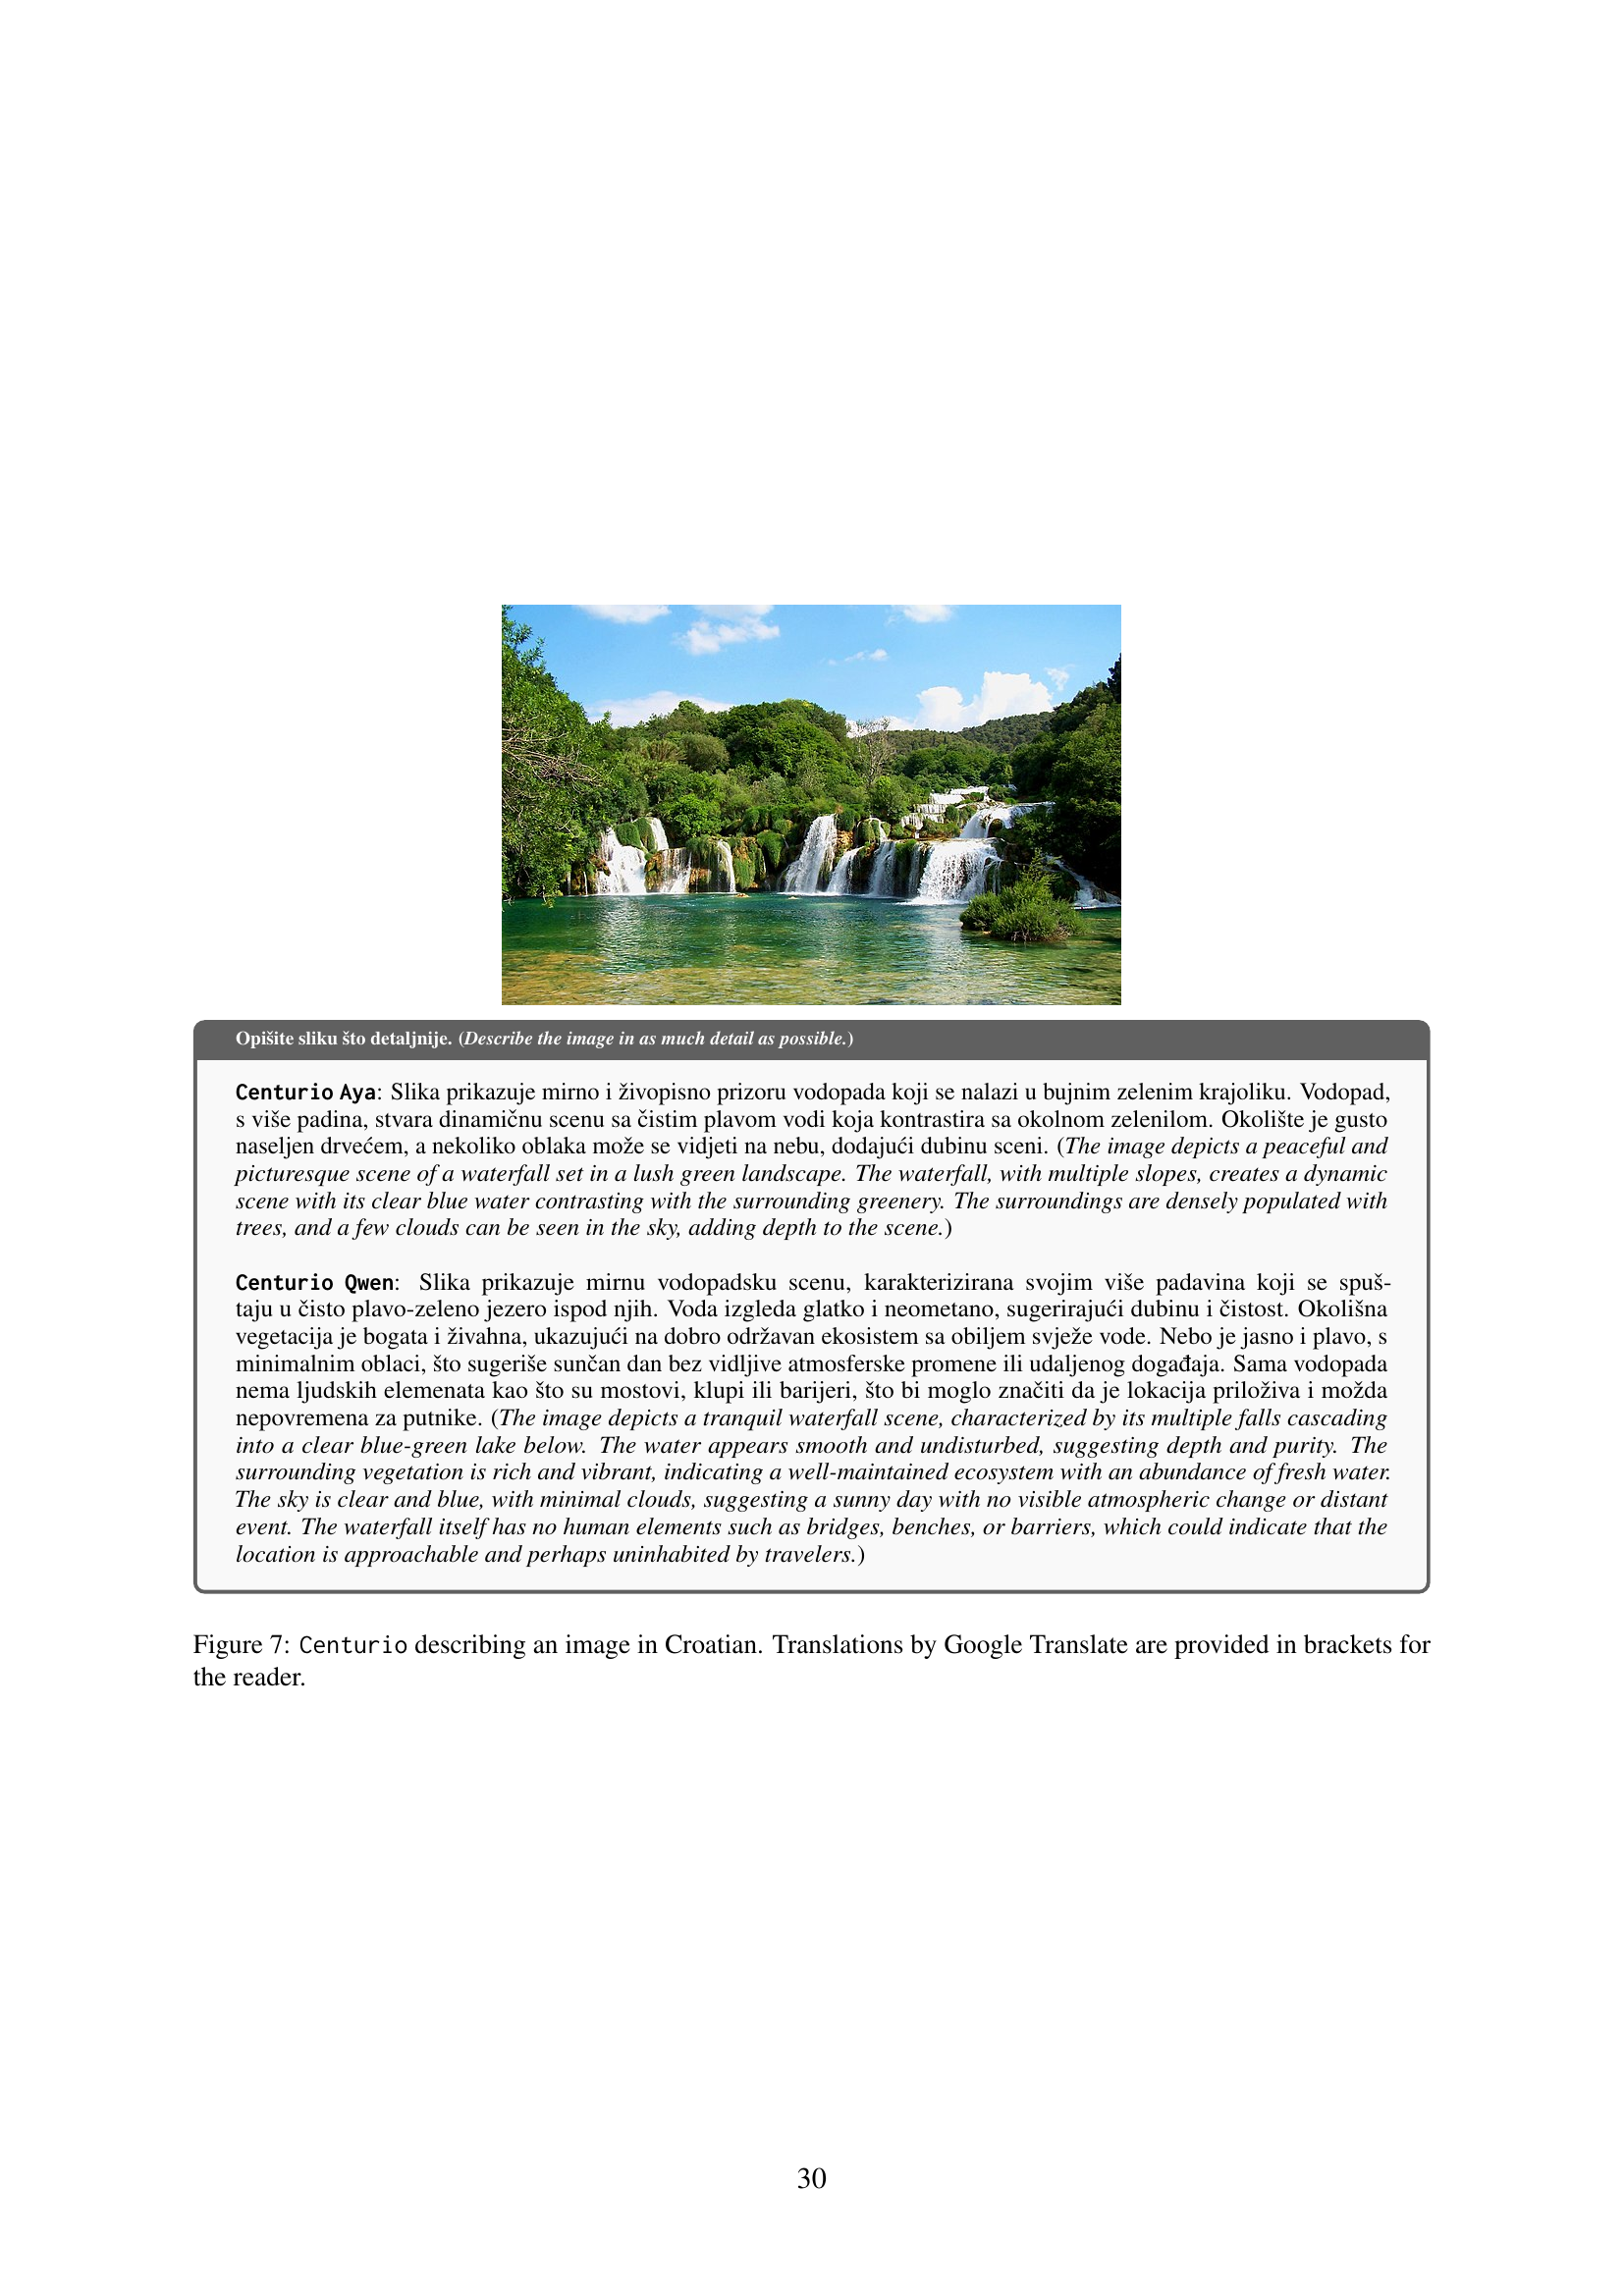 Opišite sliku što detaljnije. (Describe the image in as much detail as possible.)
Centurio Aya: Slika prikazuje mirno i živopisno prizoru vodopada koji se nalazi u bujnim zelenim krajoliku. Vodopad,
s više padina, stvara dinamičnu scenu sa čistim plavom vodi koja kontrastira sa okolnom zelenilom. Okolište je gusto
naseljen drvećem, a nekoliko oblaka može se vidjeti na nebu, dodajući dubinu sceni. (The image depicts a peaceful and
picturesque scene of a waterfall set in a lush green landscape. The waterfall, with multiple slopes, creates a dynamic
scene with its clear blue water contrasting with the surrounding greenery. The surroundings are densely populated with
trees, and a few clouds can be seen in the sky, adding depth to the scene.)
Centurio Qwen: Slika prikazuje mirnu vodopadsku scenu, karakterizirana svojim više padavina koji se spuš-
taju u čisto plavo-zeleno jezero ispod njih. Voda izgleda glatko i neometano, sugerirajući dubinu i čistost. Okolišna
vegetacija je bogata i živahna, ukazujući na dobro održavan ekosistem sa obiljem svježe vode. Nebo je jasno i plavo, s
minimalnim oblaci, što sugeriše sunčan dan bez vidljive atmosferske promene ili udaljenog događaja. Sama vodopada
nema ljudskih elemenata kao što su mostovi, klupi ili barijeri, što bi moglo značiti da je lokacija priloživa i možda
nepovremena za putnike. (The image depicts a tranquil waterfall scene, characterized by its multiple falls cascading
into a clear blue-green lake below. The water appears smooth and undisturbed, suggesting depth and purity. The
surrounding vegetation is rich and vibrant, indicating a well-maintained ecosystem with an abundance of fresh water.
The sky is clear and blue, with minimal clouds, suggesting a sunny day with no visible atmospheric change or distant
event. The waterfall itself has no human elements such as bridges, benches, or barriers, which could indicate that the
location is approachable and perhaps uninhabited by travelers.)
Figure 7: Centurio describing an image in Croatian. Translations by Google Translate are provided in brackets for
the reader.
30